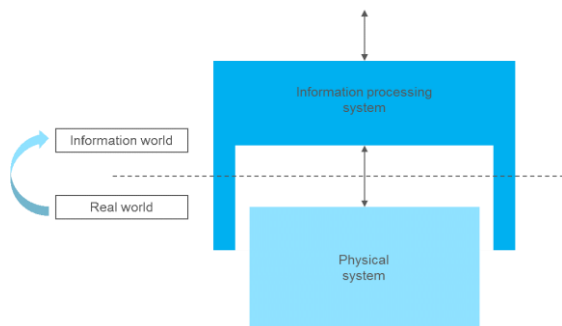 Information processing
system
Information world
Real world
Physical
system